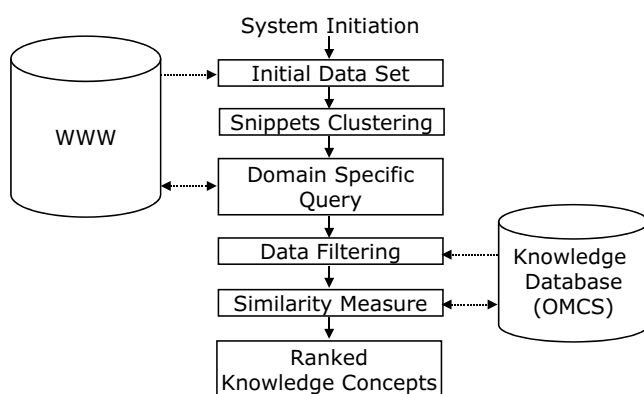 System Initiation
Initial Data Set
Snippets Clustering
WWW
Domain Specific
Query
Data Filtering
Similarity Measure
Ranked
Knowledge Concepts
Knowledge
Database
(OMCS)